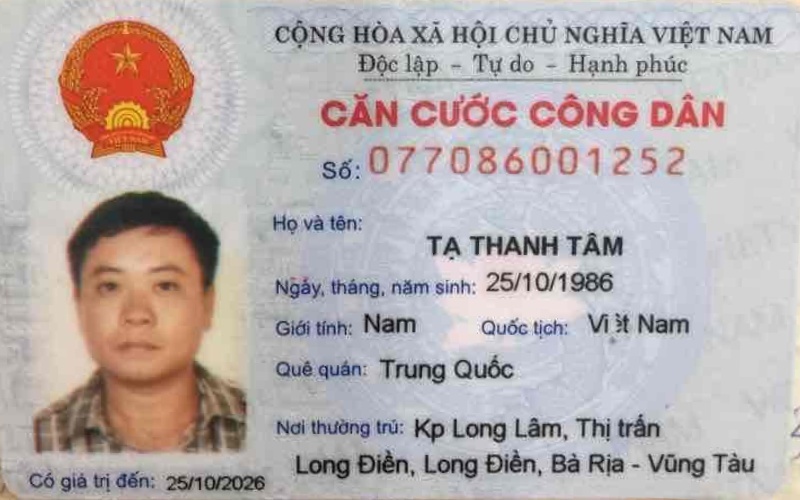 CỘNG HÒA XÃ HỘI CHỦ NGHĨA VIỆT NAM
Độc lập - Tự do - Hạnh phúc
CĂN CƯỚC CÔNG DÂN
Số: 077086001252
Họ và tên:
TẠ THANH TÂM
Ngày, tháng, năm sinh: 25/10/1986
Giới tính: Nam Quốc tịch: Việt Nam
Quê quán: Trung Quốc
Nơi thường trú: Kp Long Lâm, Thị trấn
Long Điền, Long Điền, Bà Rịa - Vũng Tàu
Có giá trị đến: 25/10/2026